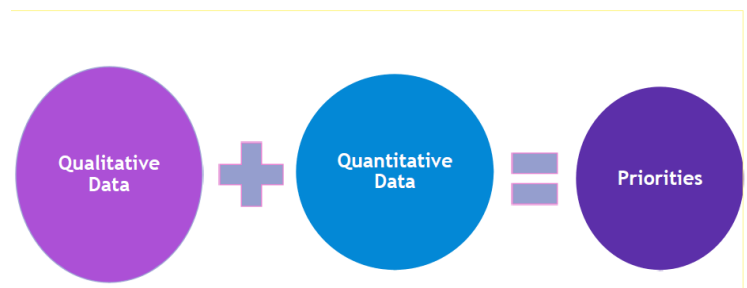 Qualitative
Data
Quantitative
Data
Priorities